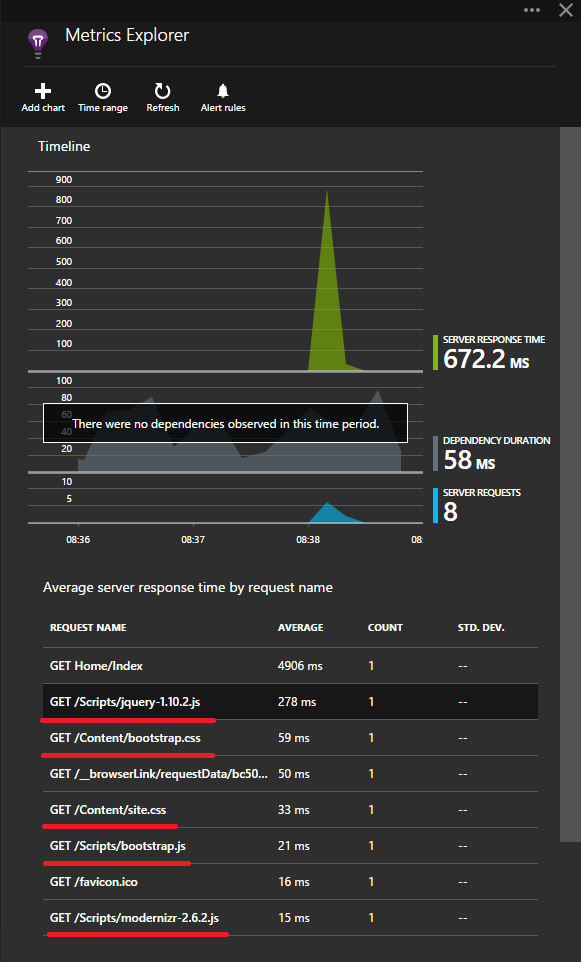 Metrics Explorer
Add chart Time range Refresh Alert rules
Timeline
900
800
700
600
500
400
300
200
100
SERVER RESPONSE TIME
672.2 MS
100
80
60
40
20
There were no dependencies observed in this time period.
DEPENDENCY DURATION
58 MS
10
5
SERVER REQUESTS
8
08:36 08:37 08:38 08:
Average server response time by request name
REQUEST NAME AVERAGE COUNT STD. DEV.
GET Home/Index 4906 ms 1 --
GET /Scripts/jquery-1.10.2.js 278 ms 1 --
GET /Content/bootstrap.css 59 ms 1 --
GET /__browserLink/requestData/bc50... 50 ms 1 --
GET /Content/site.css 33 ms 1 --
GET /Scripts/bootstrap.js 21 ms 1 --
GET /favicon.ico 16 ms 1 --
GET /Scripts/modernizr-2.6.2.js 15 ms 1 --